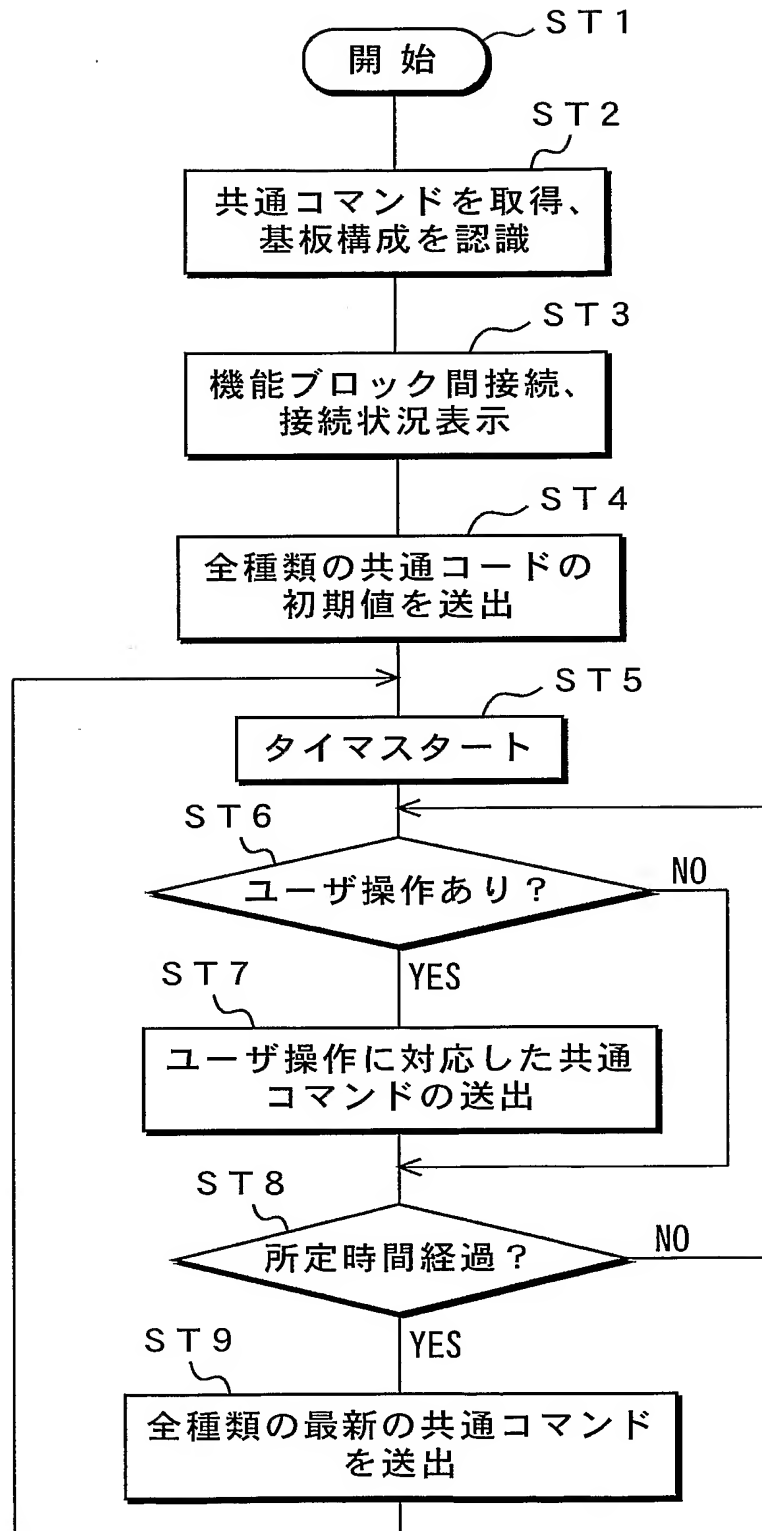 ST1
開始
ST2
共通コマンドを取得、
基板構成を認識
ST3
機能ブロック間接続、
接続状況表示
ST4
全種類の共通コードの
初期値を送出
ST5
タイマスタート
ST6
ユーザ操作あり?
NO
YES
ST7
ユーザ操作に対応した共通
コマンドの送出
ST8
所定時間経過?
NO
YES
ST9
全種類の最新の共通コマンド
を送出